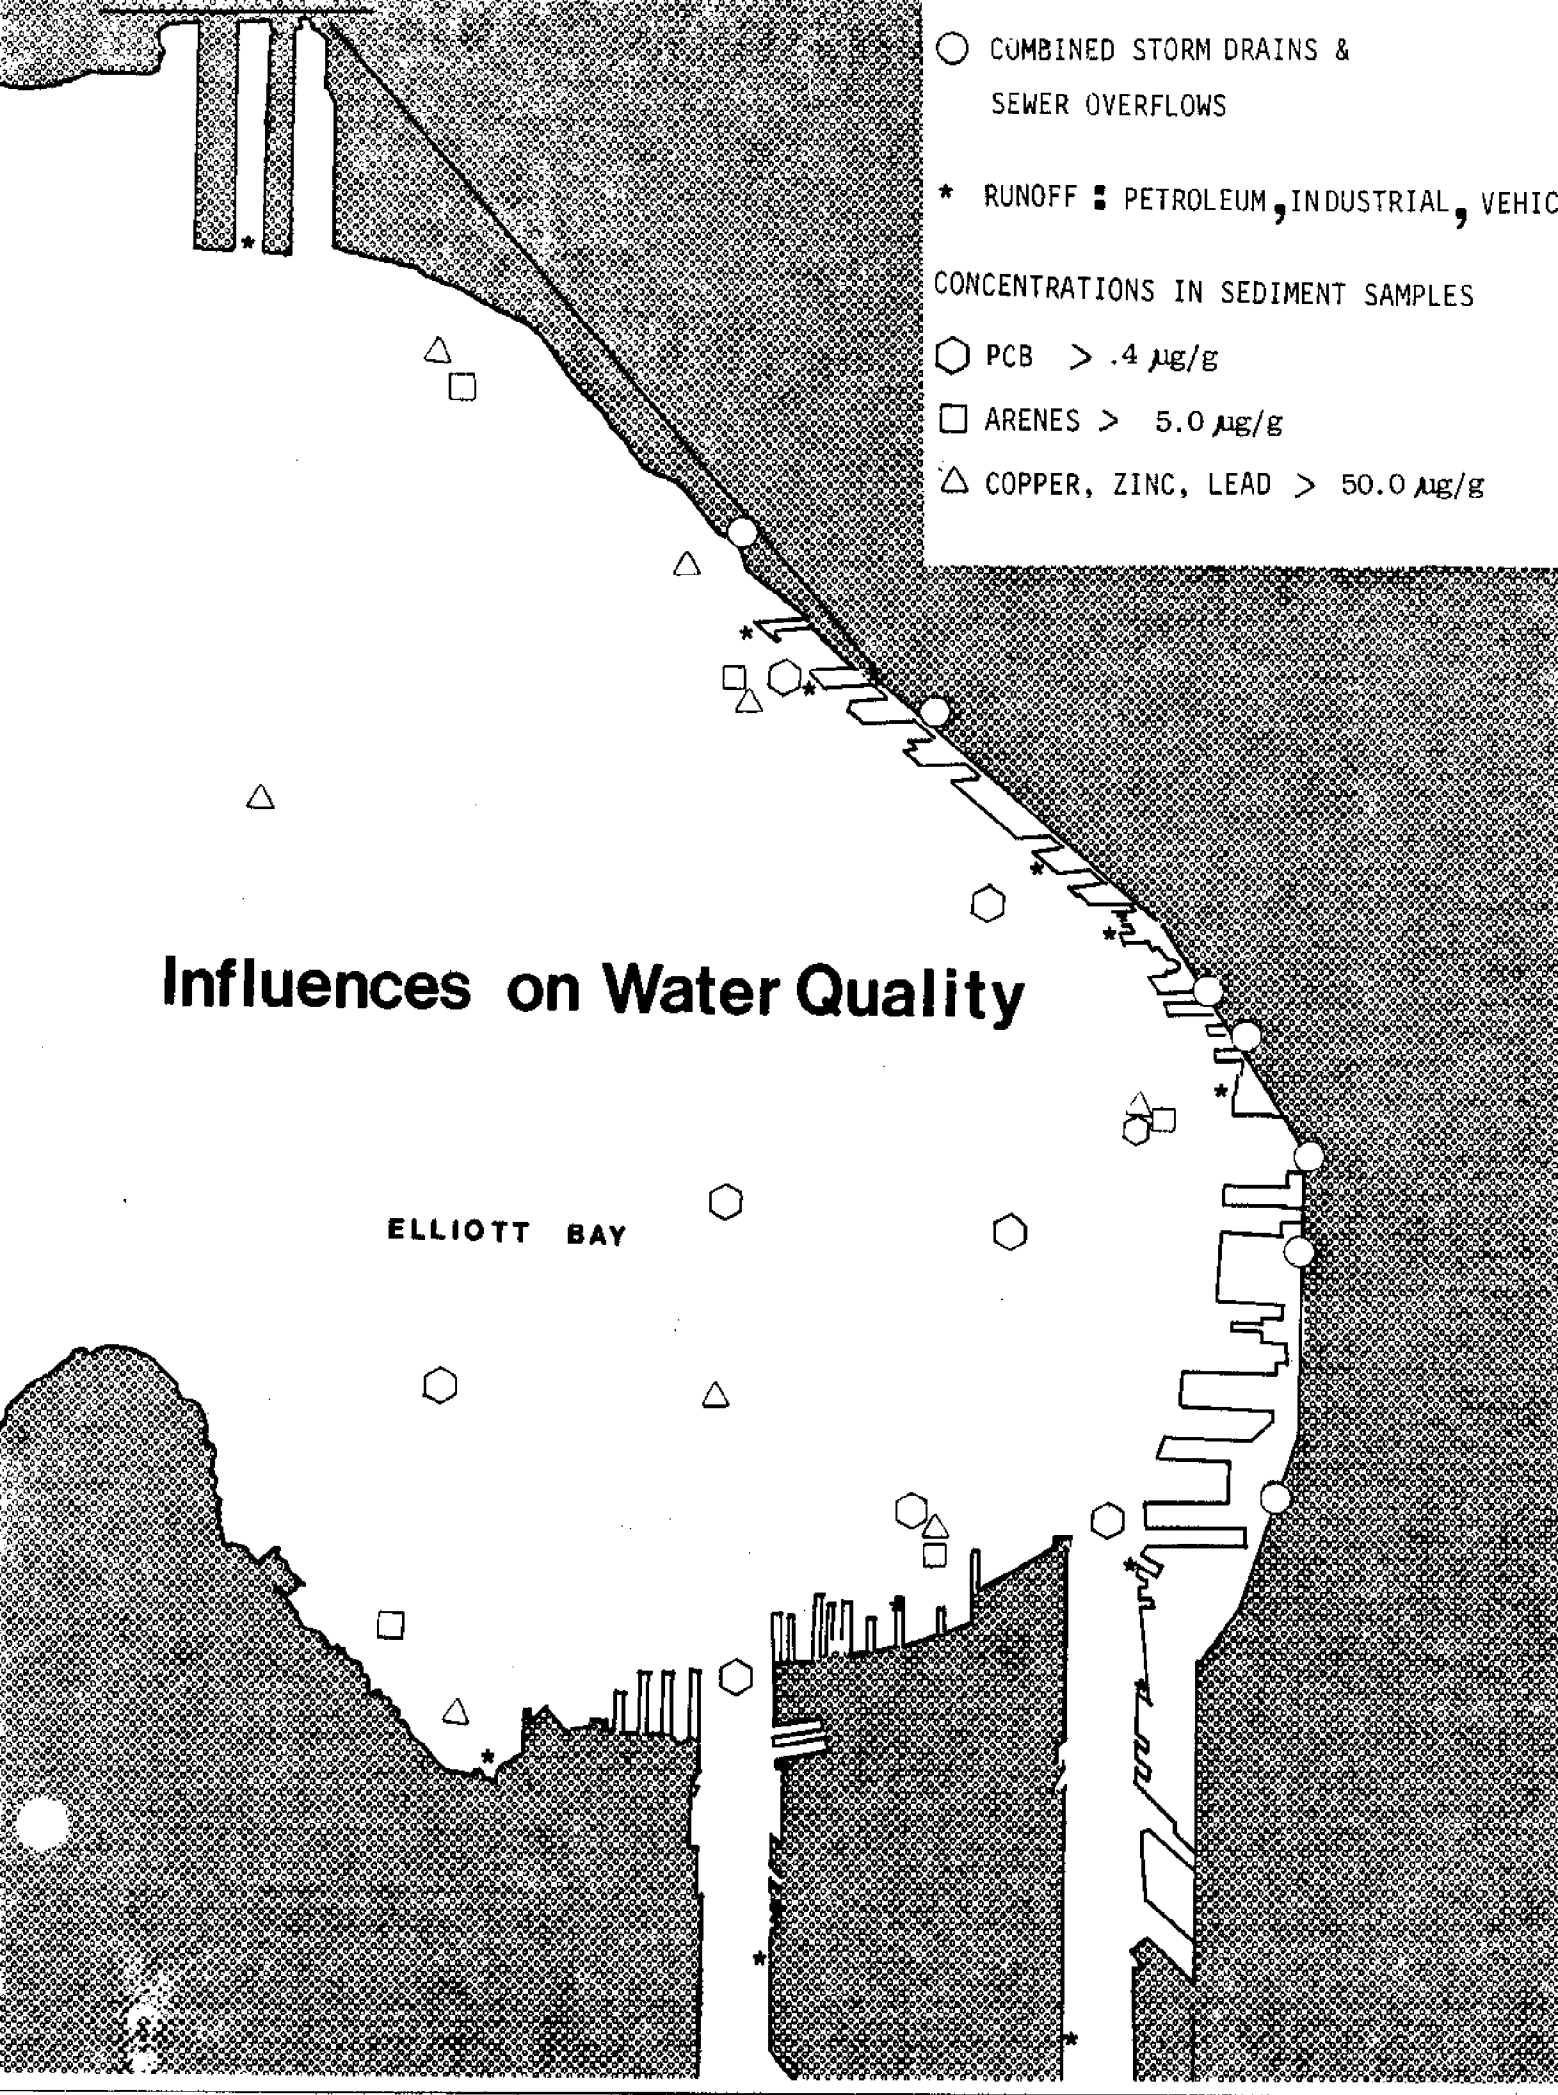 COMBINED STORM DRAINS &
SEWER OVERFLOWS
* RUNOFF : PETROLEUM, INDUSTRIAL, VEHIC
CONCENTRATIONS IN SEDIMENT SAMPLES
PCB > .4 µg/g
ARENES > 5.0 µg/g
COPPER, ZINC, LEAD > 50.0 µg/g
Influences on Water Quality
ELLIOTT BAY